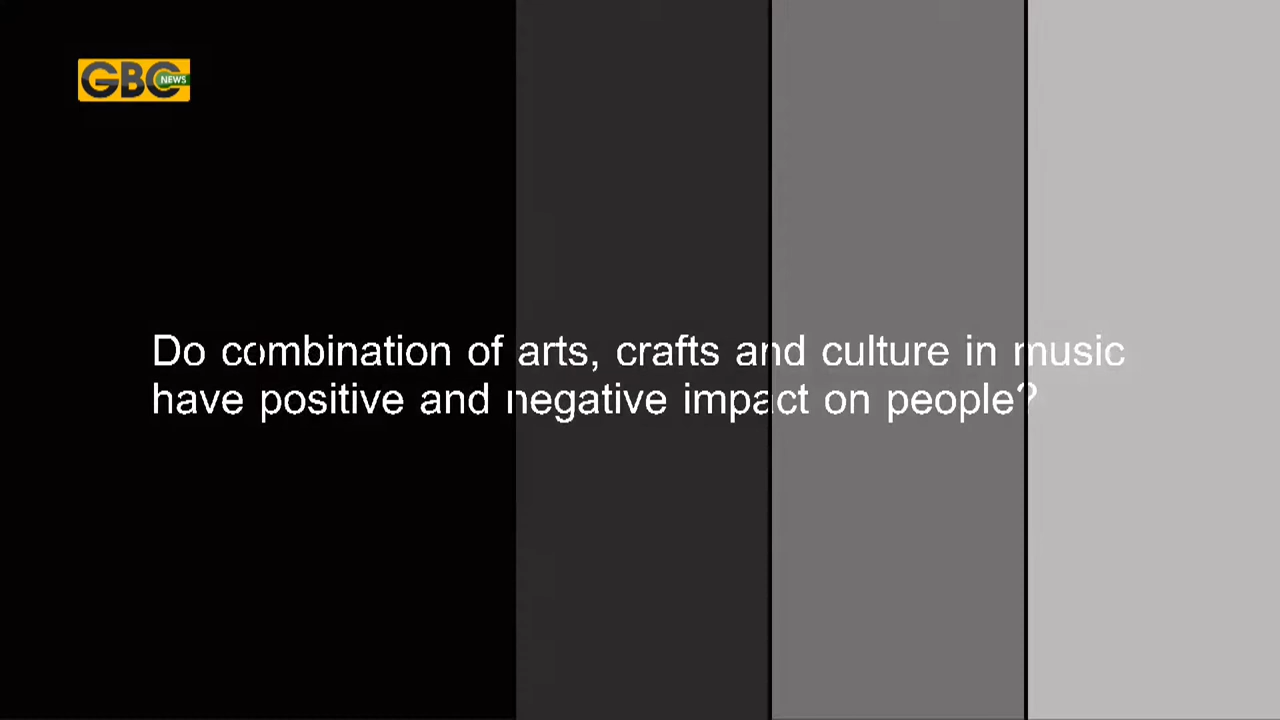 GBC NEWS
Do combination of arts, crafts and culture in music
have positive and negative impact on people?